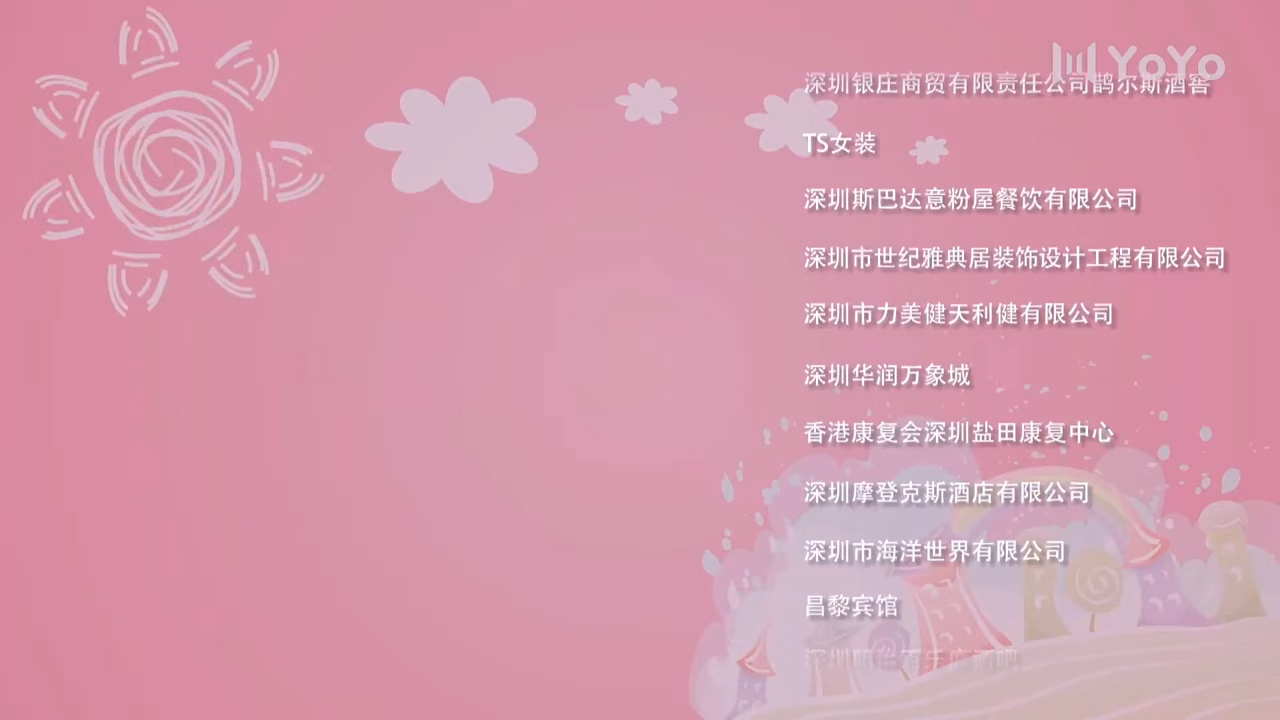 YoYo
深圳银庄商贸有限责任公司鹊尔斯酒窖
TS女装
深圳斯巴达意粉屋餐饮有限公司
深圳市世纪雅典居装饰设计工程有限公司
深圳市力美健天利健有限公司
深圳华润万象城
香港康复会深圳盐田康复中心
深圳摩登克斯酒店有限公司
深圳市海洋世界有限公司
昌黎宾馆